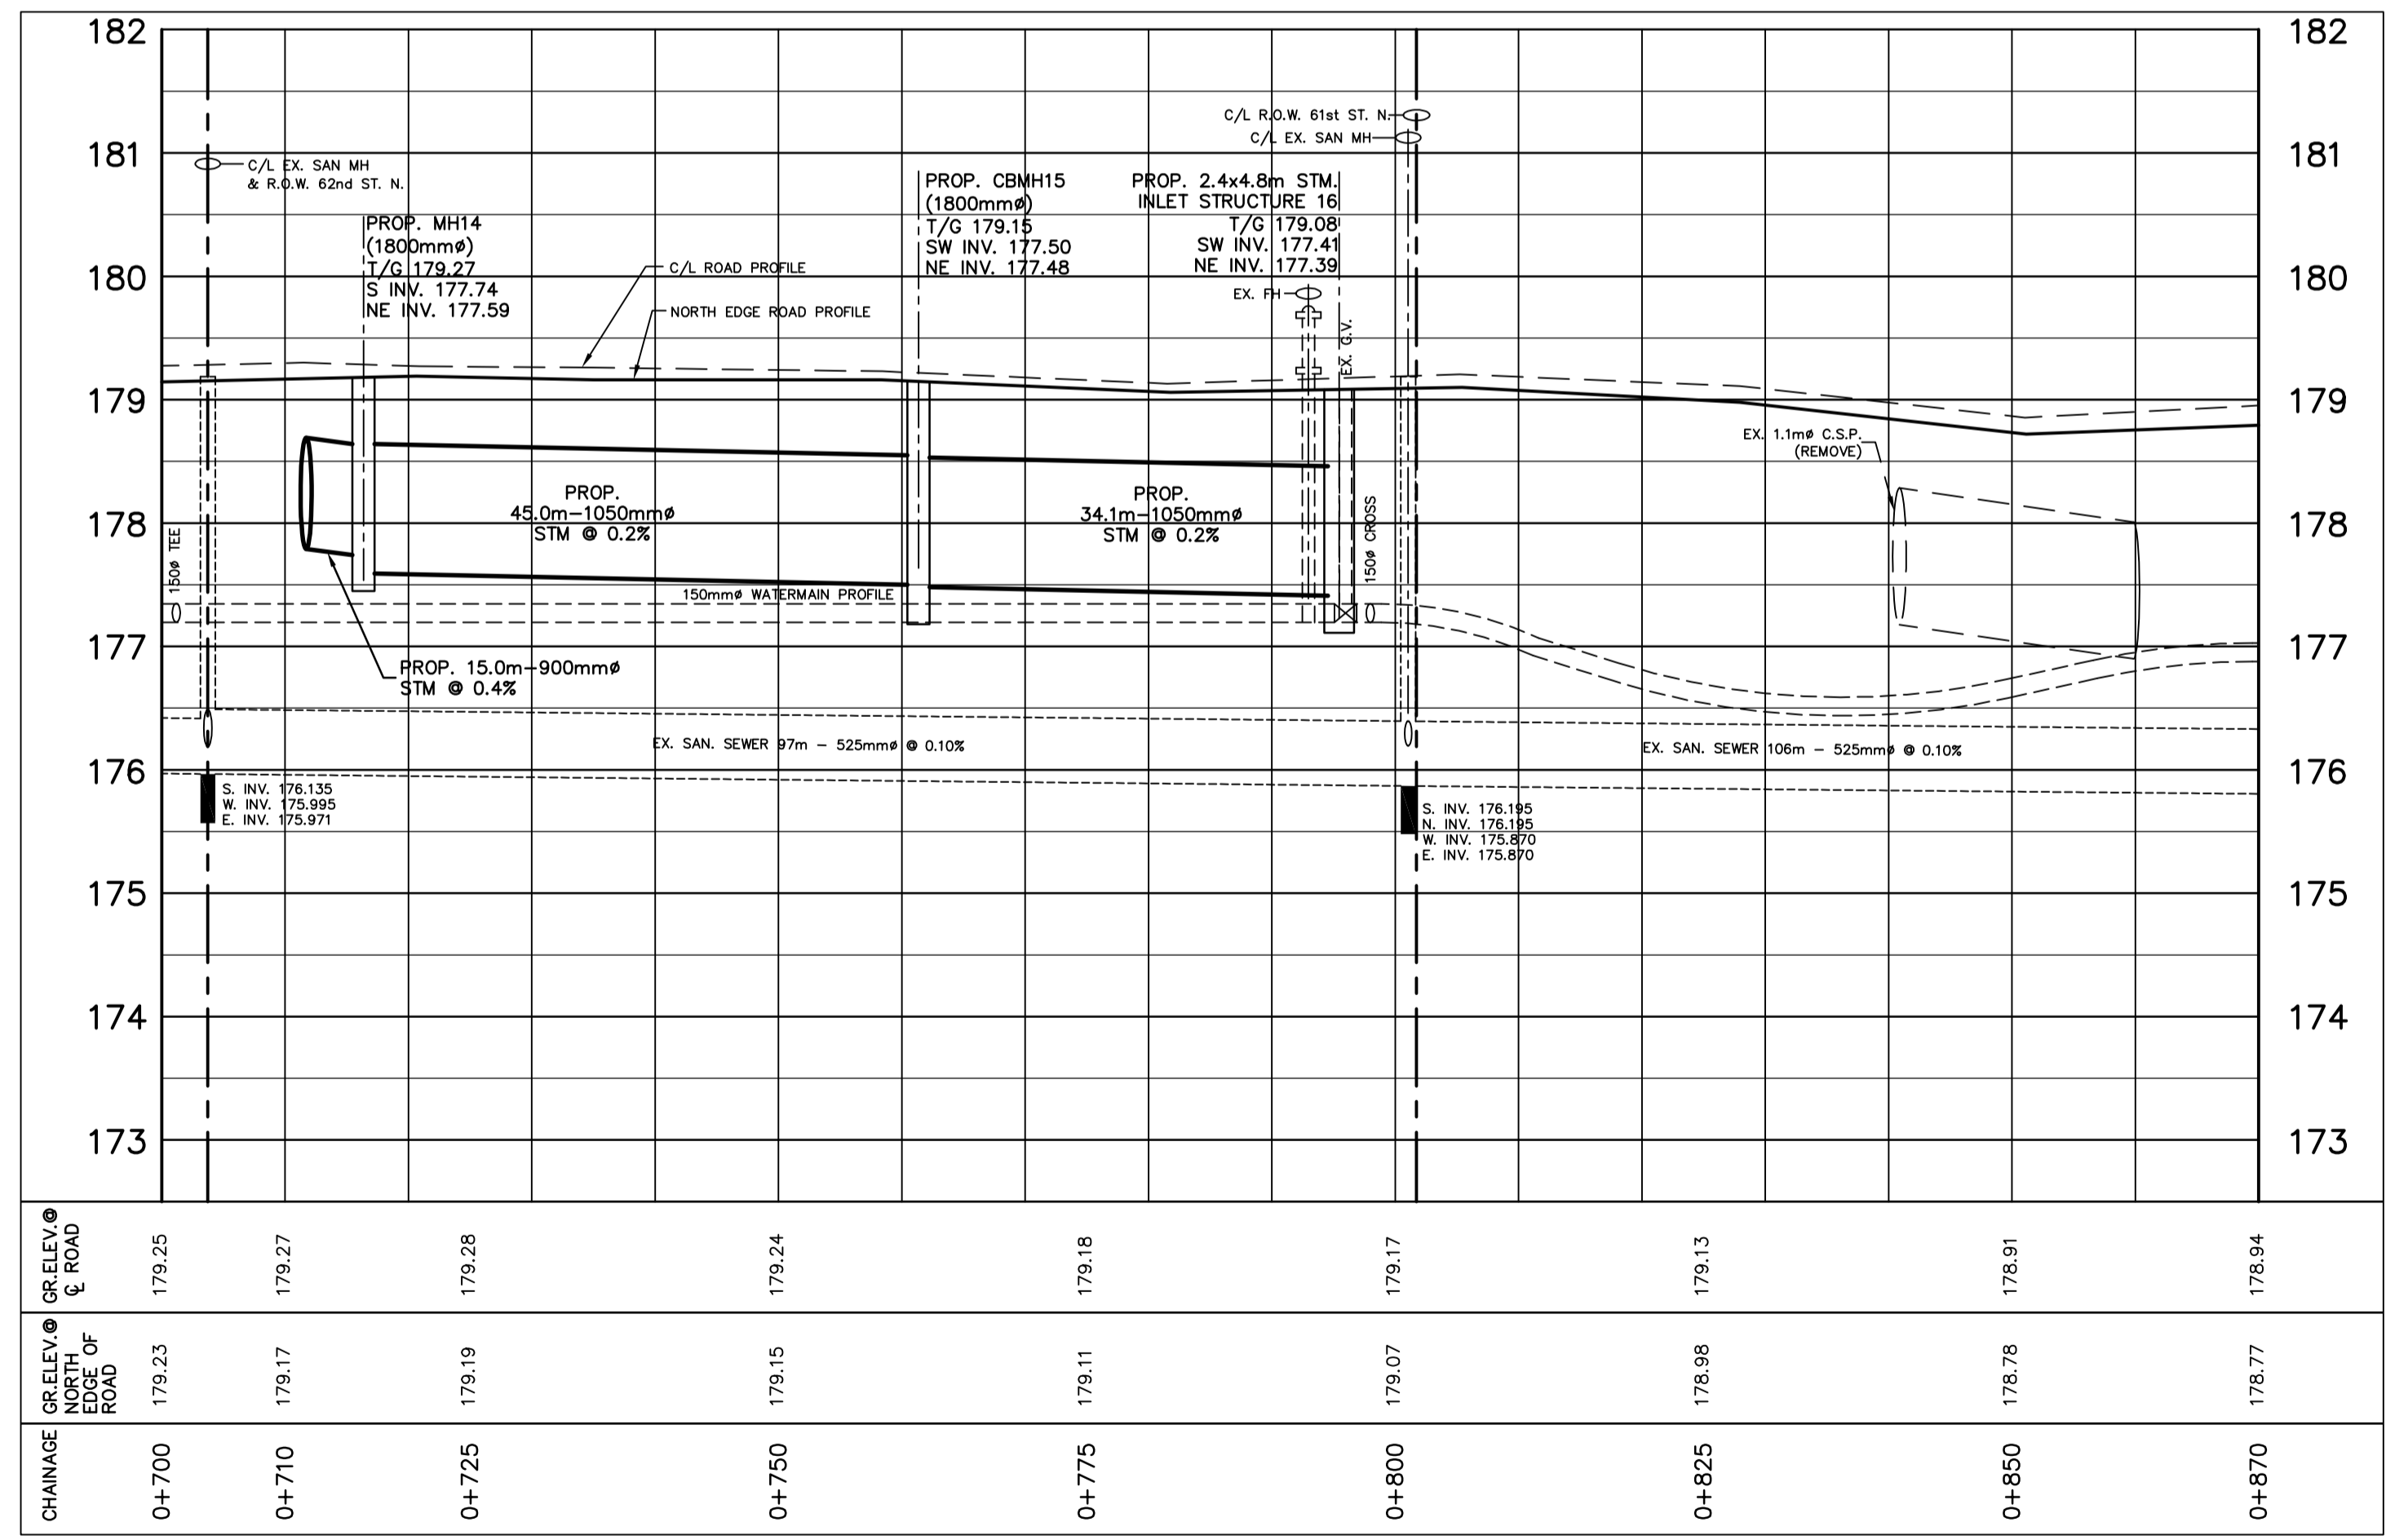 182
182
181
181
180
180
179
179
178
178
177
177
176
176
175
175
174
174
173
173
C/L EX. SAN MH
& R.O.W. 62nd ST. N.
PROP. MH14
(1800mmø)
T/G 179.27
S INV. 177.74
NE INV. 177.59
C/L ROAD PROFILE
NORTH EDGE ROAD PROFILE
PROP. CBMH15
(1800mmø)
T/G 179.15
SW INV. 177.50
NE INV. 177.48
C/L R.O.W. 61st ST. N.
C/L EX. SAN MH
PROP. 2.4x4.8m STM.
INLET STRUCTURE 16
T/G 179.08
SW INV. 177.41
NE INV. 177.39
EX. FH
EX. G.V.
150ø TEE
PROP.
45.0m-1050mmø
STM @ 0.2%
PROP.
34.1m-1050mmø
STM @ 0.2%
150ø CROSS
EX. 1.1mø C.S.P.
(REMOVE)
150mmø WATERMAIN PROFILE
PROP. 15.0m-900mmø
STM @ 0.4%
EX. SAN. SEWER 97m - 525mmø @ 0.10%
EX. SAN. SEWER 106m - 525mmø @ 0.10%
S. INV. 176.135
W. INV. 175.995
E. INV. 175.971
S. INV. 176.195
N. INV. 176.195
W. INV. 175.870
E. INV. 175.870
GR.ELEV.@
℄ ROAD
179.25
179.27
179.28
179.24
179.18
179.17
179.13
178.91
178.94
GR.ELEV.@
NORTH
EDGE OF
ROAD
179.23
179.17
179.19
179.15
179.11
179.07
178.98
178.78
178.77
CHAINAGE
0+700
0+710
0+725
0+750
0+775
0+800
0+825
0+850
0+870